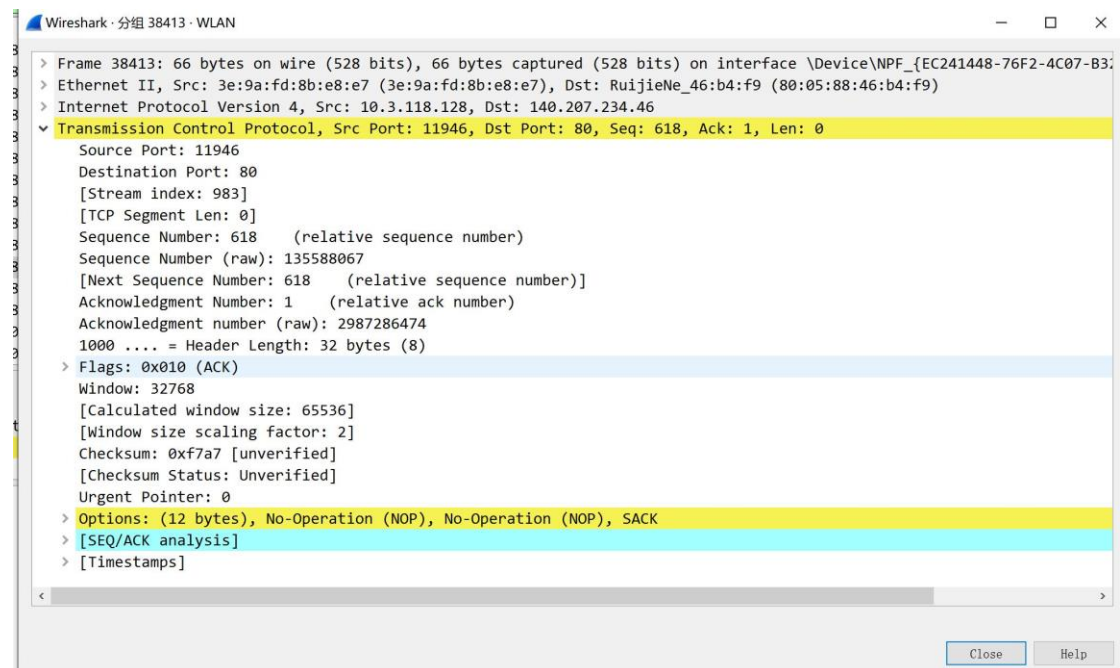 Wireshark · 分组 38413 · WLAN
> Frame 38413: 66 bytes on wire (528 bits), 66 bytes captured (528 bits) on interface \Device\NPF_{EC241448-76F2-4C07-B32
> Ethernet II, Src: 3e:9a:fd:8b:e8:e7 (3e:9a:fd:8b:e8:e7), Dst: RuijieNe_46:b4:f9 (80:05:88:46:b4:f9)
> Internet Protocol Version 4, Src: 10.3.118.128, Dst: 140.207.234.46
Transmission Control Protocol, Src Port: 11946, Dst Port: 80, Seq: 618, Ack: 1, Len: 0
Source Port: 11946
Destination Port: 80
[Stream index: 983]
[TCP Segment Len: 0]
Sequence Number: 618    (relative sequence number)
Sequence Number (raw): 135588067
[Next Sequence Number: 618    (relative sequence number)]
Acknowledgment Number: 1    (relative ack number)
Acknowledgment number (raw): 2987286474
1000 .... = Header Length: 32 bytes (8)
> Flags: 0x010 (ACK)
Window: 32768
[Calculated window size: 65536]
[Window size scaling factor: 2]
Checksum: 0xf7a7 [unverified]
[Checksum Status: Unverified]
Urgent Pointer: 0
> Options: (12 bytes), No-Operation (NOP), No-Operation (NOP), SACK
> [SEQ/ACK analysis]
> [Timestamps]
Close
Help